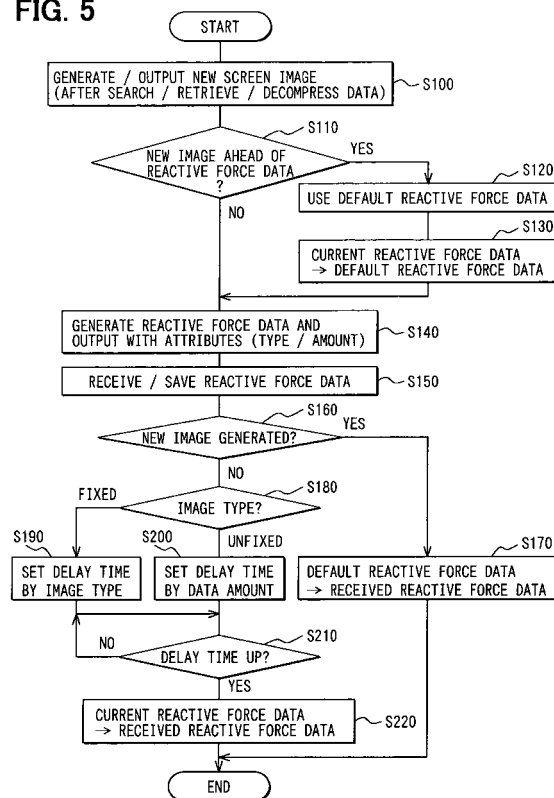 FIG. 5
START
GENERATE / OUTPUT NEW SCREEN IMAGE
(AFTER SEARCH / RETRIEVE / DECOMPRESS DATA)
S100
S110
NEW IMAGE AHEAD OF
REACTIVE FORCE DATA
?
YES
NO
S120
USE DEFAULT REACTIVE FORCE DATA
S130
CURRENT REACTIVE FORCE DATA
→ DEFAULT REACTIVE FORCE DATA
GENERATE REACTIVE FORCE DATA AND
OUTPUT WITH ATTRIBUTES (TYPE / AMOUNT)
S140
RECEIVE / SAVE REACTIVE FORCE DATA
S150
S160
NEW IMAGE GENERATED?
YES
NO
S180
FIXED
IMAGE TYPE?
UNFIXED
S190
SET DELAY TIME
BY IMAGE TYPE
S200
SET DELAY TIME
BY DATA AMOUNT
S170
DEFAULT REACTIVE FORCE DATA
→ RECEIVED REACTIVE FORCE DATA
S210
NO
DELAY TIME UP?
YES
CURRENT REACTIVE FORCE DATA
→ RECEIVED REACTIVE FORCE DATA
S220
END